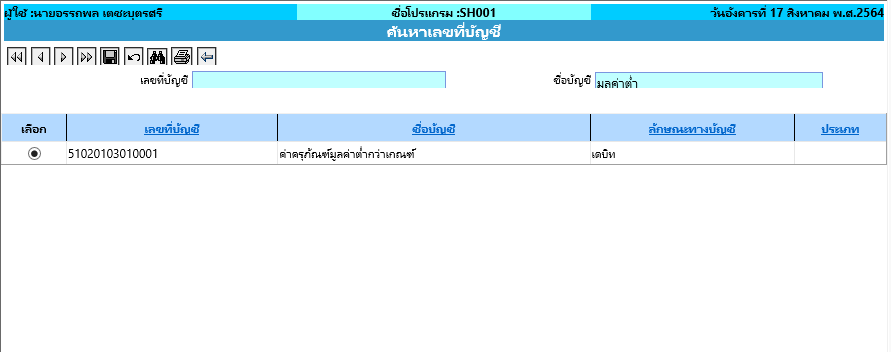 ผู้ใช้ :นายอรรถพล เตชะบุตรศรี ชื่อโปรแกรม :SH001 วันอังคารที่ 17 สิงหาคม พ.ศ.2564
ค้นหาเลขที่บัญชี
เลขที่บัญชี ชื่อบัญชี มูลค่าต่ำ
เลือก เลขที่บัญชี ชื่อบัญชี ลักษณะทางบัญชี ประเภท
51020103010001 ค่าครุภัณฑ์มูลค่าต่ำกว่าเกณฑ์ เดบิท